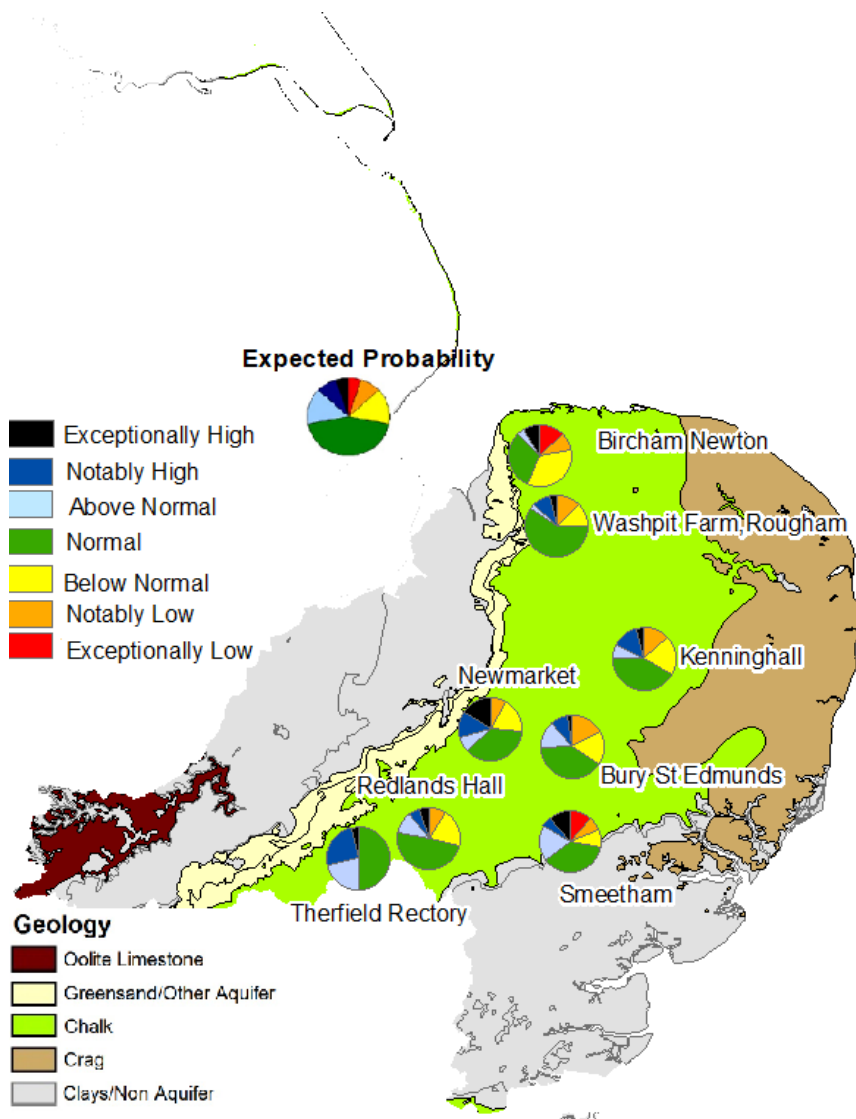 Expected Probability
Exceptionally High
Notably High
Above Normal
Normal
Below Normal
Notably Low
Exceptionally Low
Bircham Newton
Washpit Farm,Rougham
Kenninghall
Newmarket
Bury St Edmunds
Redlands Hall
Smeetham
Therfield Rectory
Geology
Oolite Limestone
Greensand/Other Aquifer
Chalk
Crag
Clays/Non Aquifer